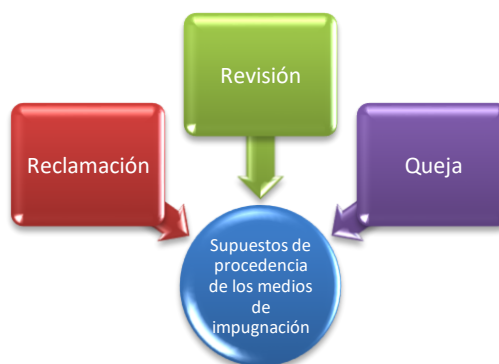 Revisión
Reclamación
Queja
Supuestos de
procedencia
de los medios
de
impugnación